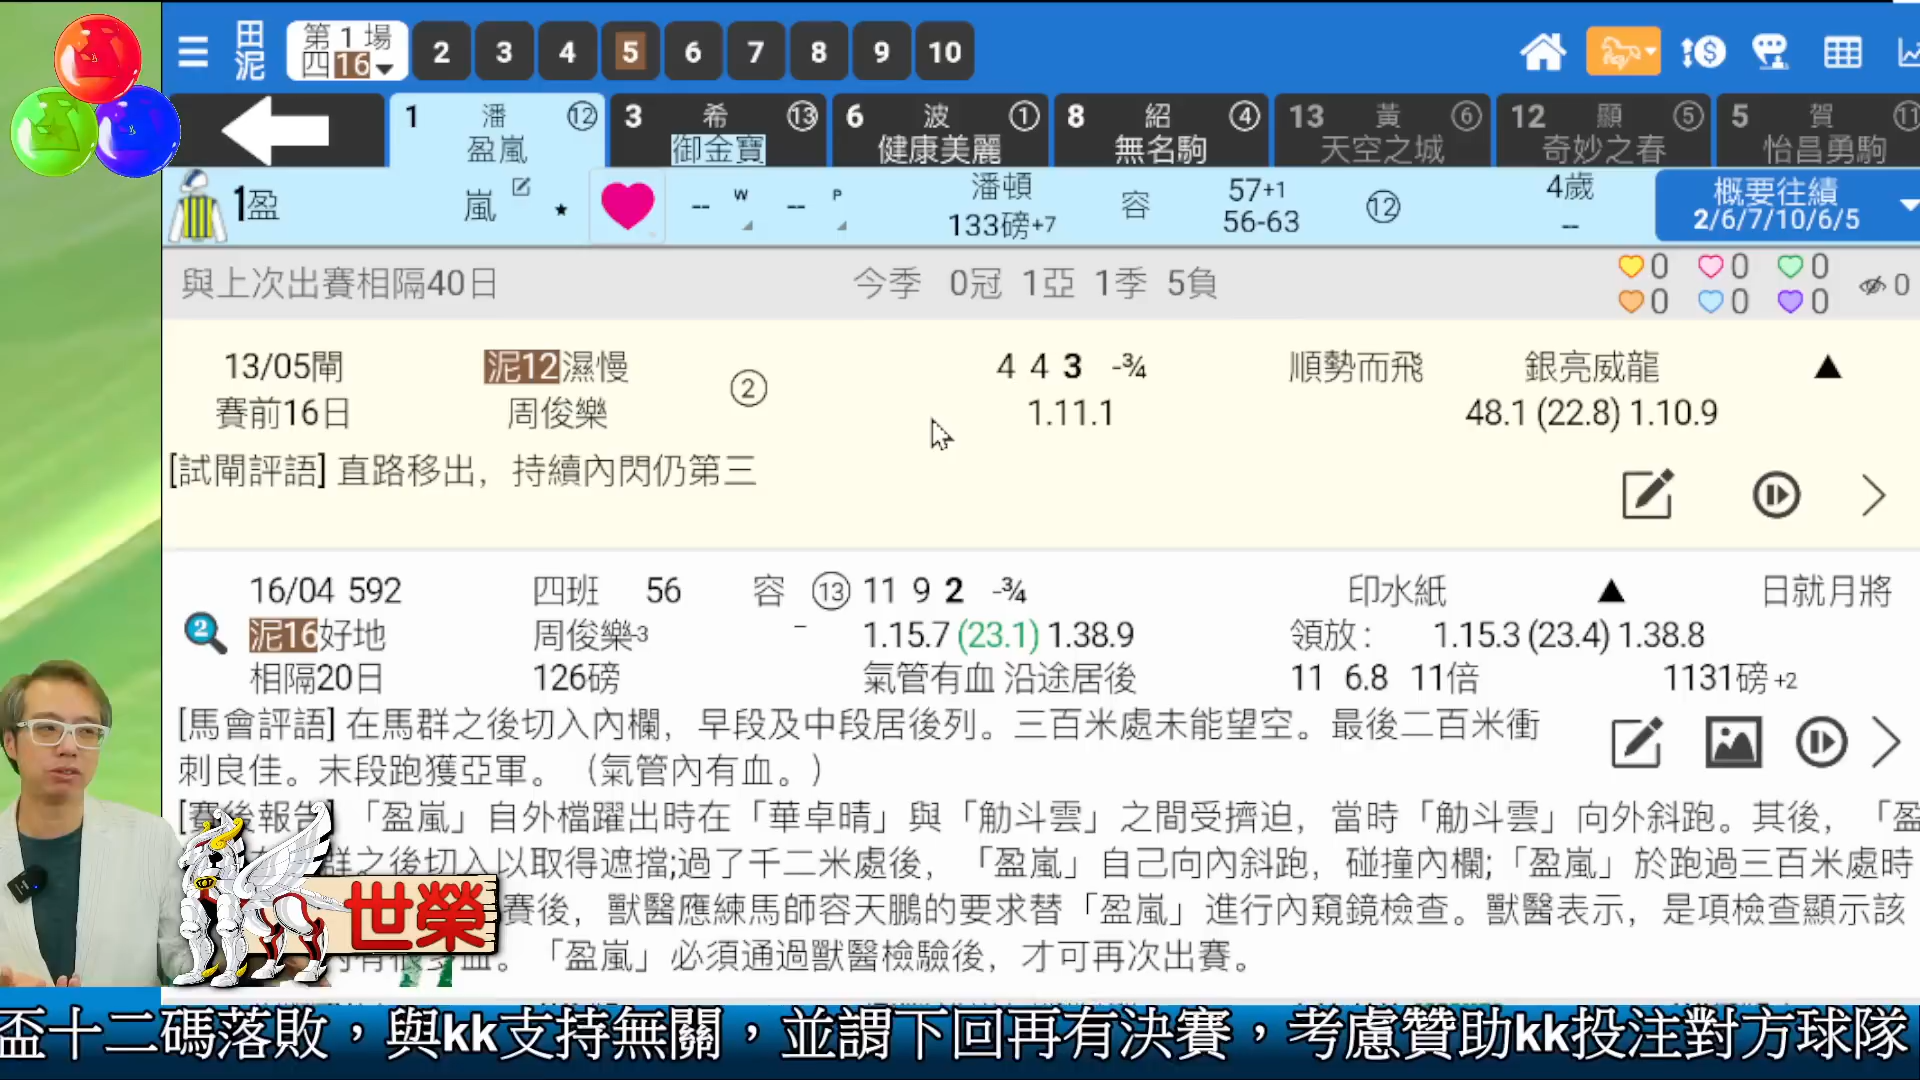 田泥
第1場
四16
2 3 4 5 6 7 8 9 10
1 潘 12 盈嵐
3 希 13 御金寶
6 波 1 健康美麗
8 紹 4 無名駒
13 黃 6 天空之城
12 顯 5 奇妙之春
5 賀 11 怡昌勇駒
1盈 嵐 ★ -- W -- P
潘頓 133磅+7 容 57+1 56-63 12 4歲 --
概要往績 2/6/7/10/6/5
與上次出賽相隔40日 今季 0冠 1亞 1季 5負
0 0 0
0 0 0 0
13/05閘 泥12濕慢 2 4 4 3 -¾ 順勢而飛 銀亮威龍 ▲
賽前16日 周俊樂 1.11.1 48.1 (22.8) 1.10.9
[試閘評語] 直路移出，持續內閃仍第三
16/04 592 四班 56 容 13 11 9 2 -¾ 印水紙 ▲ 日就月將
2 泥16好地 周俊樂-3 – 1.15.7 (23.1) 1.38.9 領放： 1.15.3 (23.4) 1.38.8
相隔20日 126磅 氣管有血 沿途居後 11 6.8 11倍 1131磅+2
[馬會評語] 在馬群之後切入內欄，早段及中段居後列。三百米處未能望空。最後二百米衝
刺良佳。末段跑獲亞軍。（氣管內有血。）
[賽後報告] 「盈嵐」自外檔躍出時在「華卓晴」與「觔斗雲」之間受擠迫，當時「觔斗雲」向外斜跑。其後，「盈
群之後切入以取得遮擋;過了千二米處後，「盈嵐」自己向內斜跑，碰撞內欄;「盈嵐」於跑過三百米處時
賽後，獸醫應練馬師容天鵬的要求替「盈嵐」進行內窺鏡檢查。獸醫表示，是項檢查顯示該
血。「盈嵐」必須通過獸醫檢驗後，才可再次出賽。
世榮
盃十二碼落敗，與kk支持無關，並謂下回再有決賽，考慮贊助kk投注對方球隊